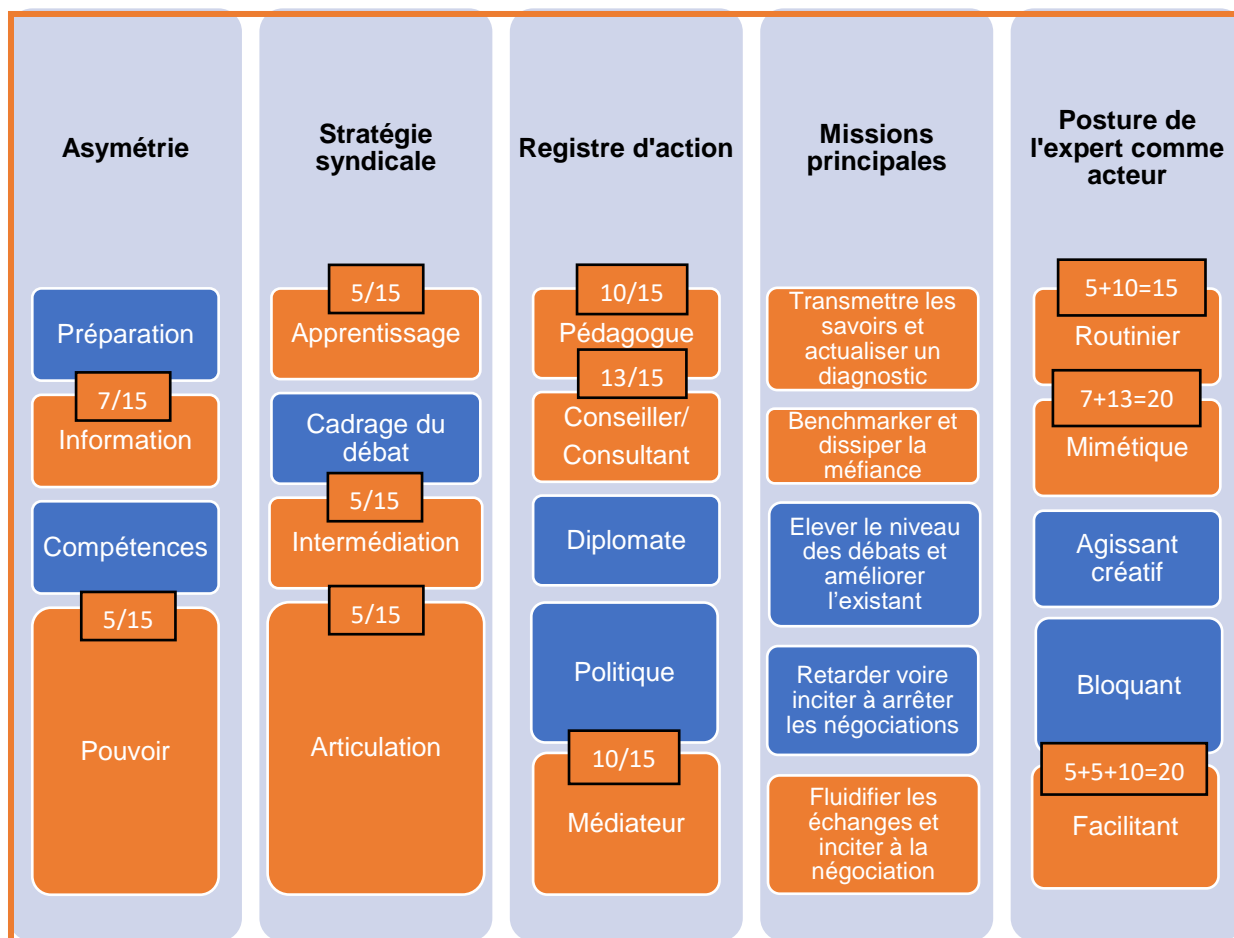 Asymétrie
Préparation
7/15
Information
Compétences
5/15
Pouvoir
Stratégie
syndicale
5/15
Apprentissage
Cadrage du
débat
5/15
Intermédiation
5/15
Articulation
Registre d'action
10/15
Pédagogue
13/15
Conseiller/
Consultant
Diplomate
Politique
10/15
Médiateur
Missions
principales
Transmettre les
savoirs et
actualiser un
diagnostic
Benchmarker et
dissiper la
méfiance
Elever le niveau
des débats et
améliorer
l’existant
Retarder voire
inciter à arrêter
les négociations
Fluidifier les
échanges et
inciter à la
négociation
Posture de
l'expert comme
acteur
5+10=15
Routinier
7+13=20
Mimétique
Agissant
créatif
Bloquant
5+5+10=20
Facilitant